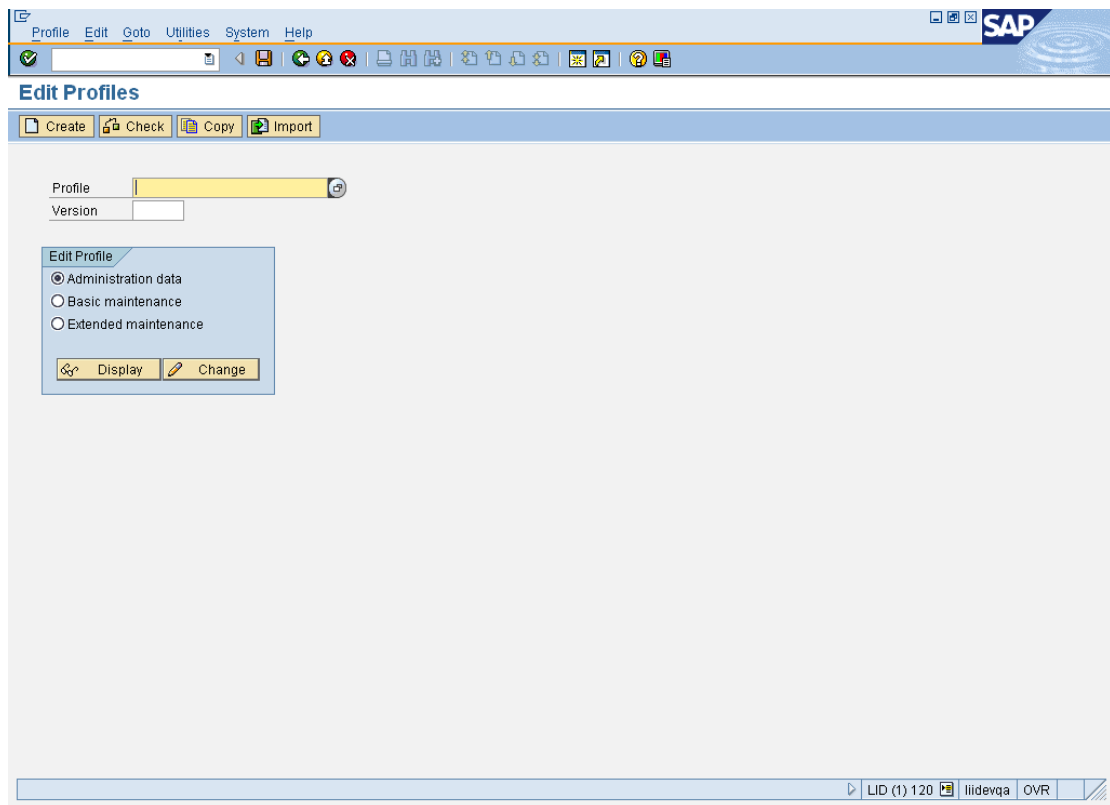 Profile Edit Goto Utilities System Help
SAP
Edit Profiles
Create Check Copy Import
Profile
Version
Edit Profile
Administration data
Basic maintenance
Extended maintenance
Display Change
LID (1) 120 liidevqa OVR